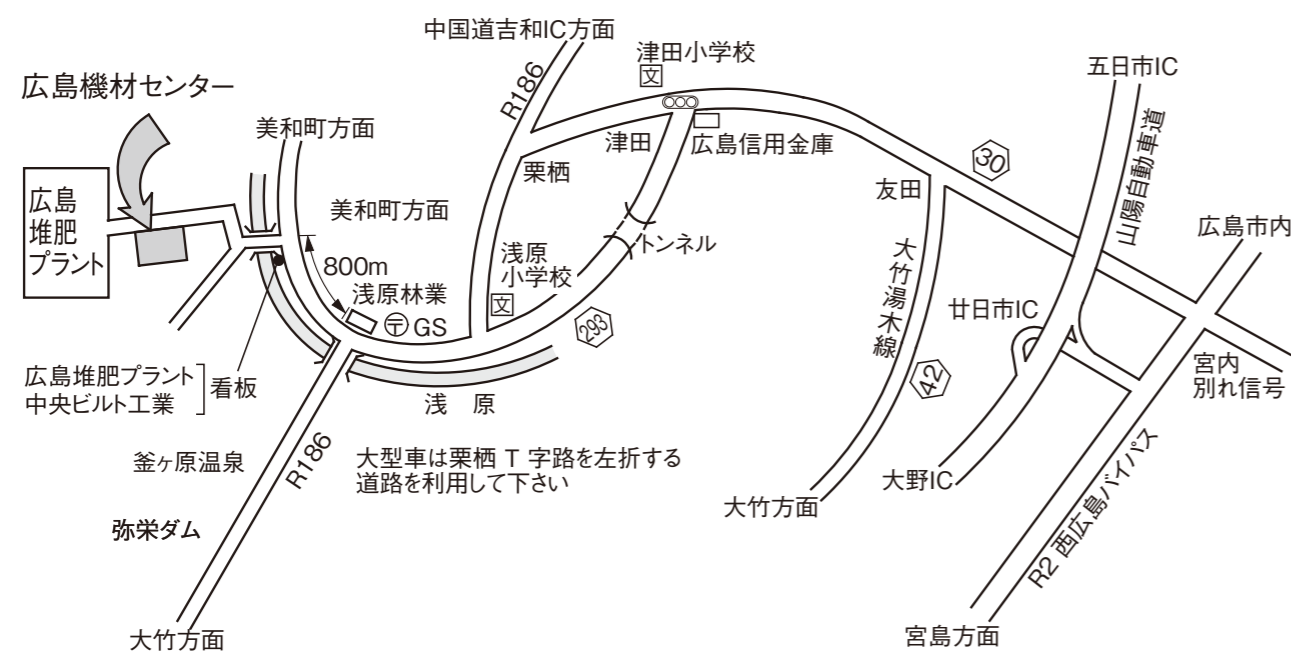 中国道吉和IC方面
R186
津田小学校
文
五日市IC
広島機材センター
美和町方面
津田
広島信用金庫
30
山陽自動車道
栗栖
友田
広島
堆肥
プラント
美和町方面
広島市内
トンネル
浅原
小学校
文
大竹湯木線
800m
浅原林業
〒GS
293
廿日市IC
42
宮内
別れ信号
広島堆肥プラント
中央ビルト工業
看板
浅 原
釜ヶ原温泉
R186
大型車は栗栖 T 字路を左折する
道路を利用して下さい
大野IC
大竹方面
弥栄ダム
R2 西広島バイパス
大竹方面
宮島方面